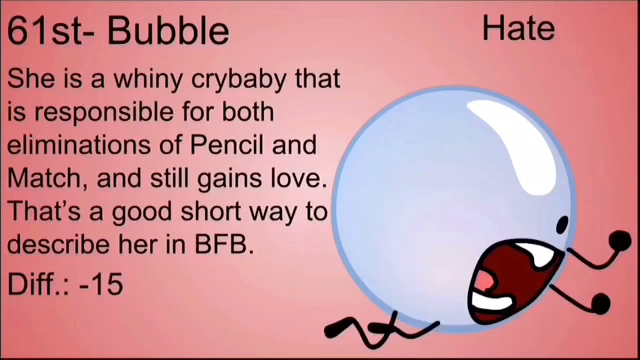 61st- Bubble
Hate
She is a whiny crybaby that
is responsible for both
eliminations of Pencil and
Match, and still gains love.
That's a good short way to
describe her in BFB.
Diff.: -15